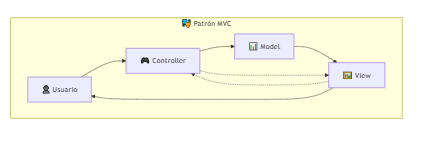 Patrón MVC
Model
Controller
View
Usuario